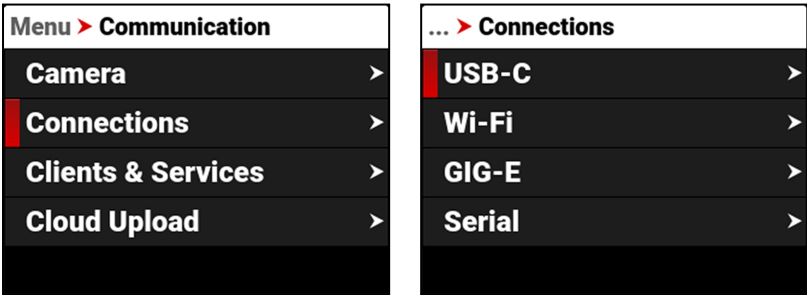 Menu ➤ Communication
Camera ➤
Connections ➤
Clients & Services ➤
Cloud Upload ➤
... ➤ Connections
USB-C ➤
Wi-Fi ➤
GIG-E ➤
Serial ➤